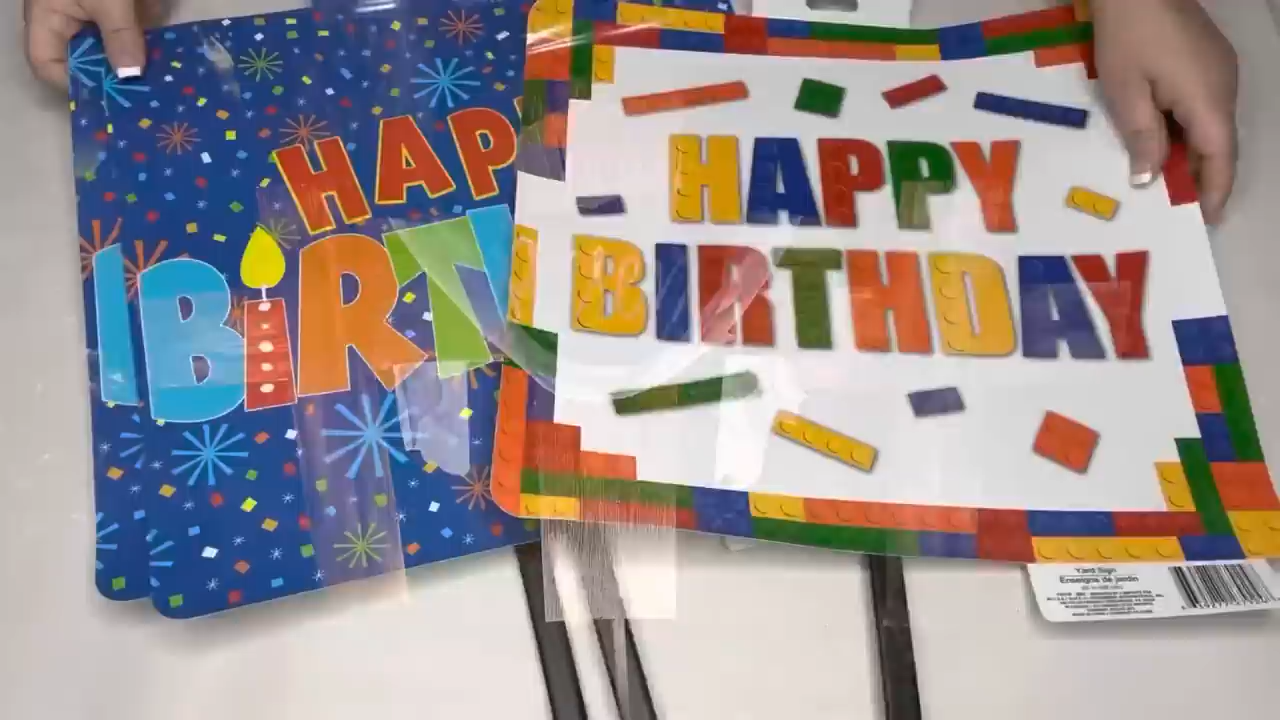 HAP
BIRT
HAPPY
BIRTHDAY
Yard Sign
Enseigne de jardin